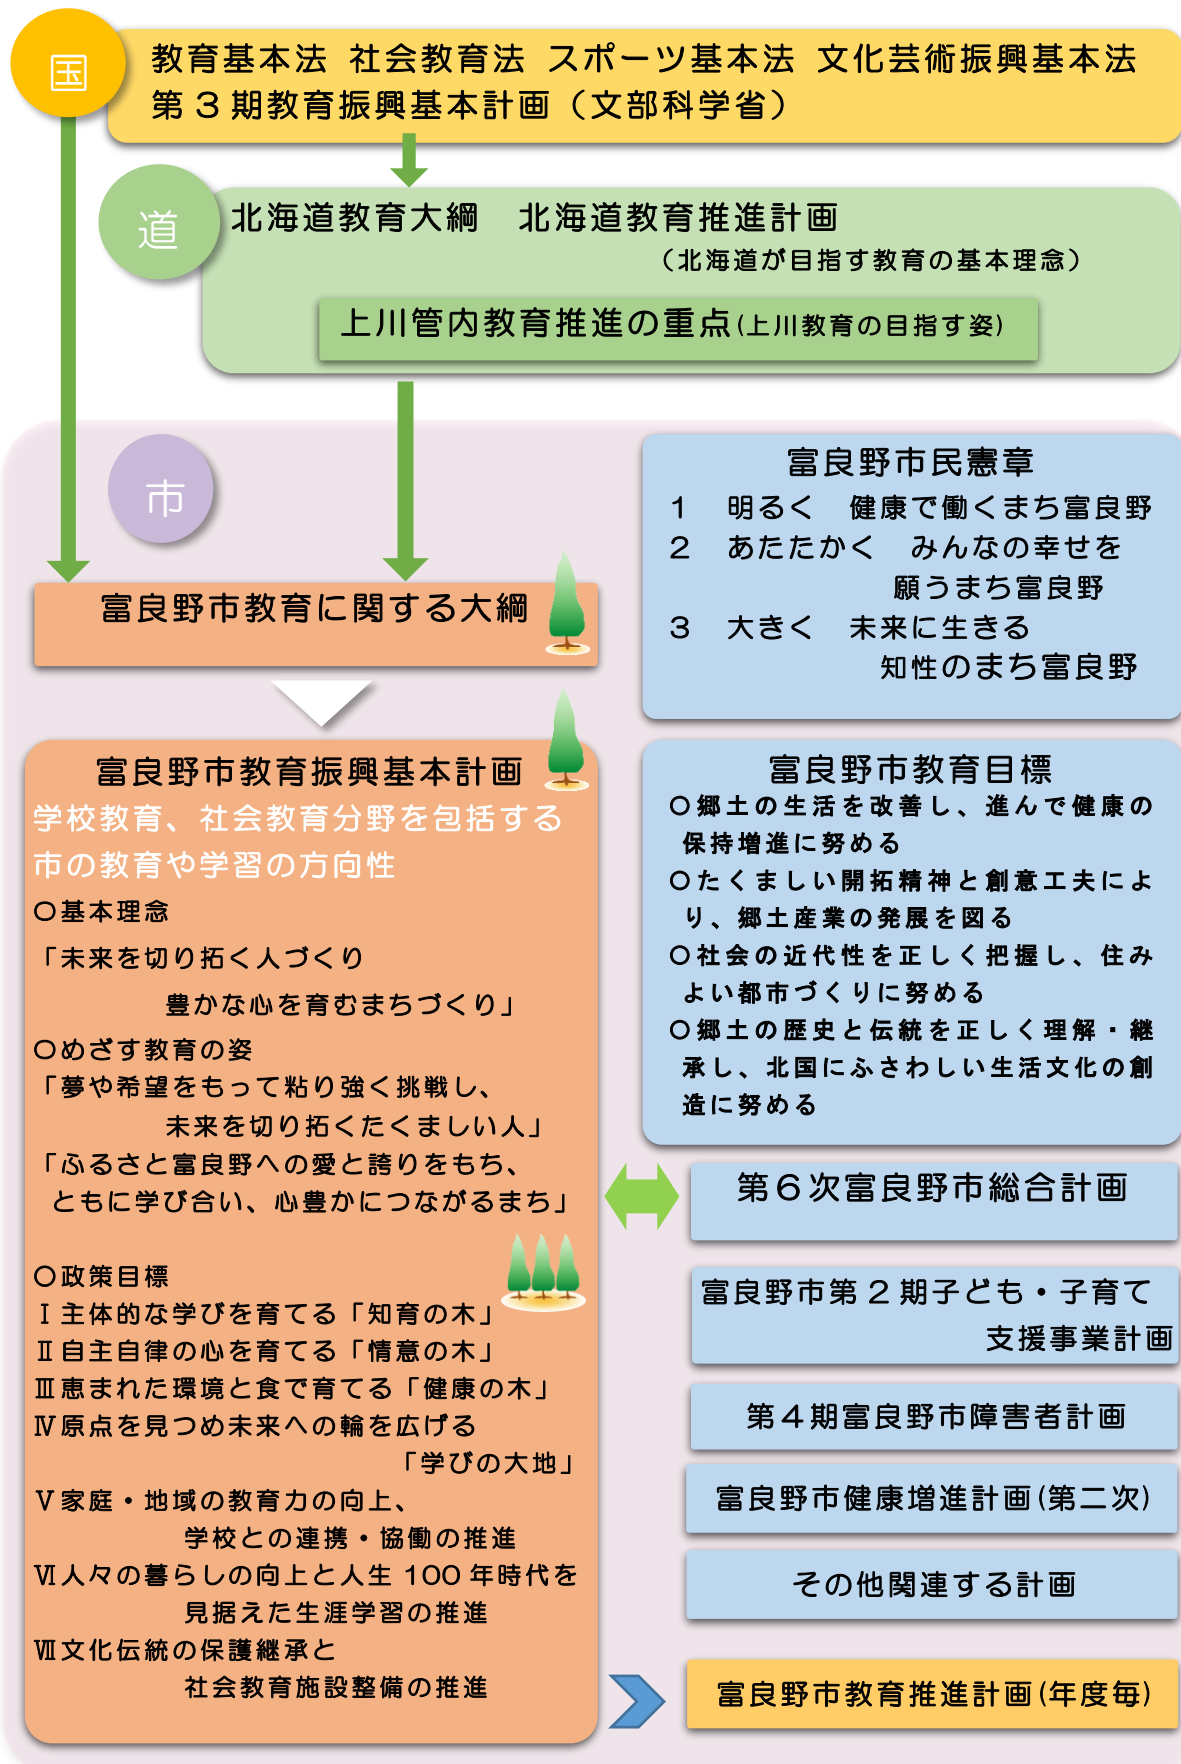 国
教育基本法 社会教育法 スポーツ基本法 文化芸術振興基本法
第３期教育振興基本計画（文部科学省）
道
北海道教育大綱　北海道教育推進計画
（北海道が目指す教育の基本理念）
上川管内教育推進の重点(上川教育の目指す姿)
市
富良野市教育に関する大綱
富良野市教育振興基本計画
学校教育、社会教育分野を包括する
市の教育や学習の方向性
○基本理念
「未来を切り拓く人づくり
豊かな心を育むまちづくり」
○めざす教育の姿
「夢や希望をもって粘り強く挑戦し、
未来を切り拓くたくましい人」
「ふるさと富良野への愛と誇りをもち、
ともに学び合い、心豊かにつながるまち」
○政策目標
Ⅰ主体的な学びを育てる「知育の木」
Ⅱ自主自律の心を育てる「情意の木」
Ⅲ恵まれた環境と食で育てる「健康の木」
Ⅳ原点を見つめ未来への輪を広げる
「学びの大地」
Ⅴ家庭・地域の教育力の向上、
学校との連携・協働の推進
Ⅵ人々の暮らしの向上と人生 100 年時代を
見据えた生涯学習の推進
Ⅶ文化伝統の保護継承と
社会教育施設整備の推進
富良野市民憲章
１　明るく　健康で働くまち富良野
２　あたたかく　みんなの幸せを
願うまち富良野
３　大きく　未来に生きる
知性のまち富良野
富良野市教育目標
○郷土の生活を改善し、進んで健康の
保持増進に努める
○たくましい開拓精神と創意工夫によ
り、郷土産業の発展を図る
○社会の近代性を正しく把握し、住み
よい都市づくりに努める
○郷土の歴史と伝統を正しく理解・継
承し、北国にふさわしい生活文化の創
造に努める
第６次富良野市総合計画
富良野市第２期子ども・子育て
支援事業計画
第４期富良野市障害者計画
富良野市健康増進計画(第二次)
その他関連する計画
富良野市教育推進計画(年度毎)